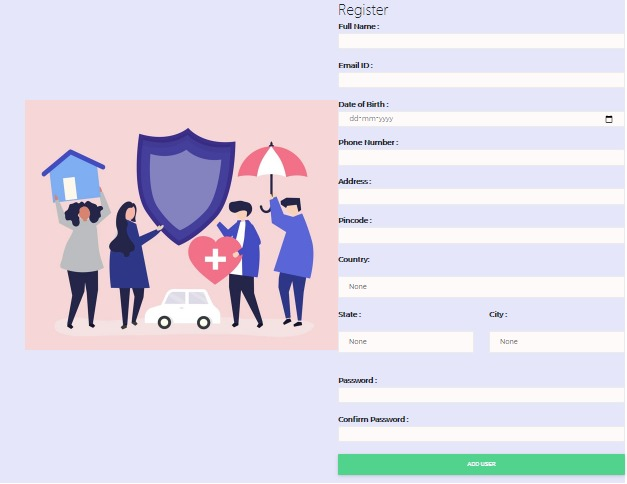 Register
Full Name :
Email ID :
Date of Birth :
dd-mm-yyyy
Phone Number :
Address :
Pincode :
Country:
None
State : City :
None None
Password :
Confirm Password :
ADD USER